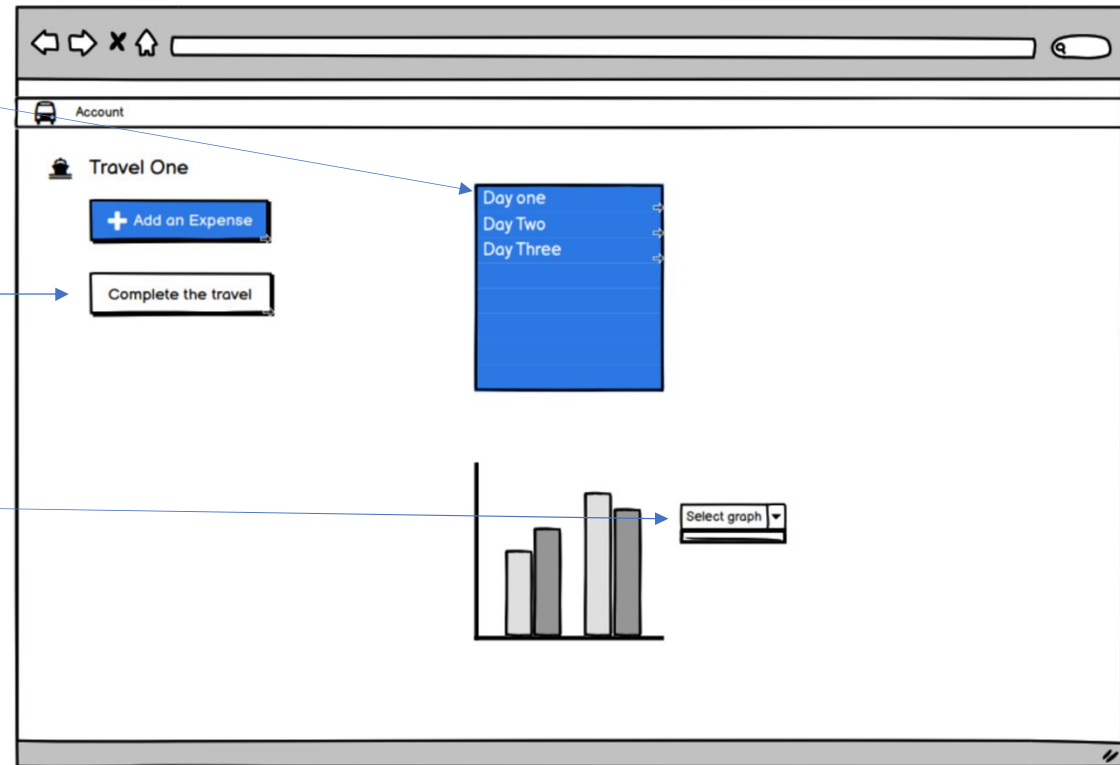 Account
Travel One
Add an Expense
Complete the travel
Day one
Day Two
Day Three
Select graph